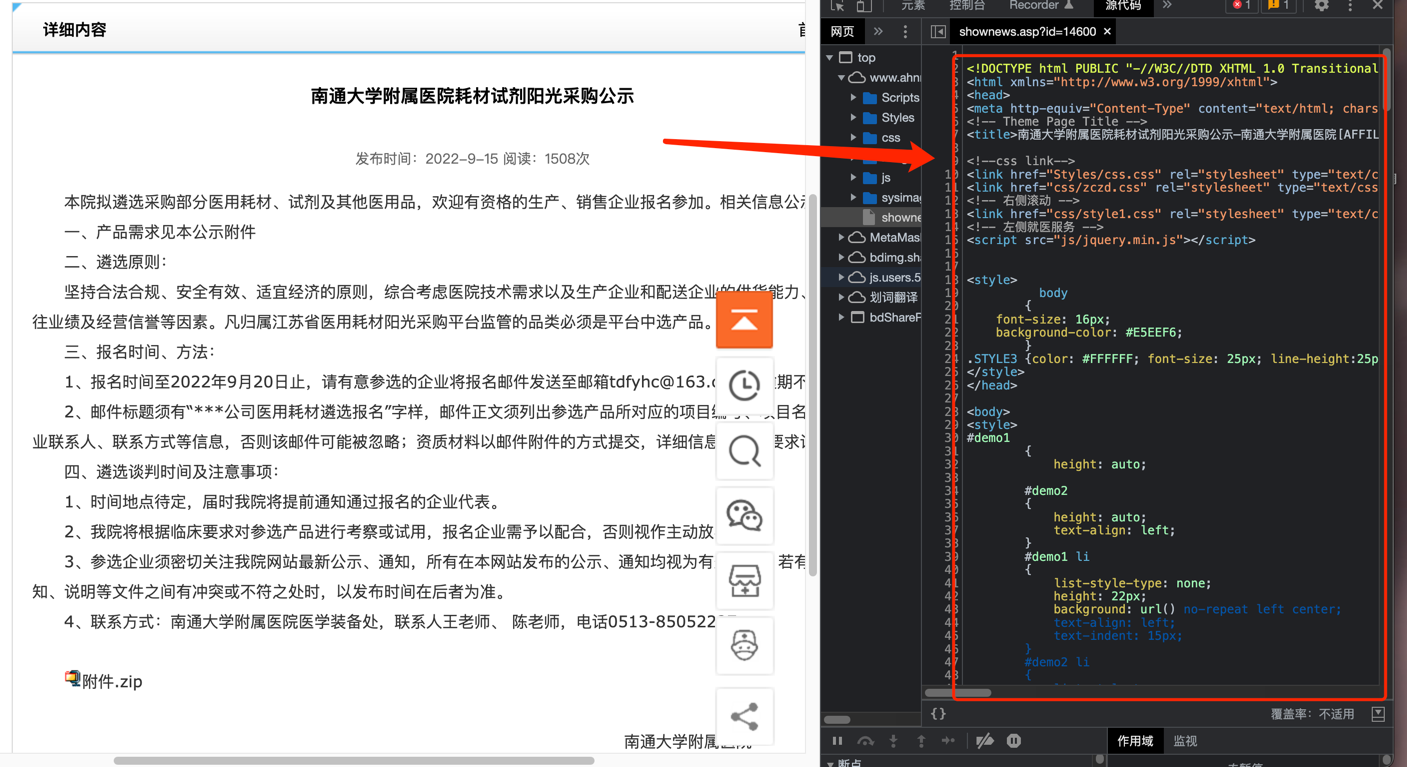 详细内容
南通大学附属医院耗材试剂阳光采购公示
发布时间：2022-9-15 阅读：1508次
本院拟遴选采购部分医用耗材、试剂及其他医用品，欢迎有资格的生产、销售企业报名参加。相关信息公
一、产品需求见本公示附件
二、遴选原则：
坚持合法合规、安全有效、适宜经济的原则，综合考虑医院技术需求以及生产企业和配送企业的供货能力、
往业绩及经营信誉等因素。凡归属江苏省医用耗材阳光采购平台监管的品类必须是平台中选产品。
三、报名时间、方法：
1、报名时间至2022年9月20日止，请有意参选的企业将报名邮件发送至邮箱tdfyhc@163.
2、邮件标题须有“***公司医用耗材遴选报名”字样，邮件正文须列出参选产品所对应的项目
业联系人、联系方式等信息，否则该邮件可能被忽略；资质材料以邮件附件的方式提交，详细信息 要求
四、遴选谈判时间及注意事项：
1、时间地点待定，届时我院将提前通知通过报名的企业代表。
2、我院将根据临床要求对参选产品进行考察或试用，报名企业需予以配合，否则视作主动放
3、参选企业须密切关注我院网站最新公示、通知，所有在本网站发布的公示、通知均视为有 若有
知、说明等文件之间有冲突或不符之处时，以发布时间在后者为准。
4、联系方式：南通大学附属医院医学装备处，联系人王老师、 陈老师，电话0513-850522
附件.zip
南通大学附属医院
元素 控制台 Recorder 源代码 » 1 1
网页 » shownews.asp?id=14600 ×
top
www.ahn
Scripts
Styles
css
js
sysima
showne
MetaMas
bdimg.sh
js.users.5
划词翻译
bdShareF
1
2 <!DOCTYPE html PUBLIC "-//W3C//DTD XHTML 1.0 Transitional
3 <html xmlns="http://www.w3.org/1999/xhtml">
4 <head>
5 <meta http-equiv="Content-Type" content="text/html; chars
6 <!-- Theme Page Title -->
7 <title>南通大学附属医院耗材试剂阳光采购公示-南通大学附属医院[AFFIL
8
9 <!--css link-->
10 <link href="Styles/css.css" rel="stylesheet" type="text/c
11 <link href="css/zczd.css" rel="stylesheet" type="text/css
12 <!-- 右侧滚动 -->
13 <link href="css/style1.css" rel="stylesheet" type="text/c
14 <!-- 左侧就医服务 -->
15 <script src="js/jquery.min.js"></script>
16
17
18 <style>
19 body
20 {
21 font-size: 16px;
22 background-color: #E5EEF6;
23 }
24 .STYLE3 {color: #FFFFFF; font-size: 25px; line-height:25p
25 </style>
26 </head>
27
28 <body>
29 <style>
30 #demo1
31 {
32 height: auto;
33
34 #demo2
35 {
36 height: auto;
37 text-align: left;
38 }
39 #demo1 li
40 {
41 list-style-type: none;
42 height: 22px;
43 background: url() no-repeat left center;
44 text-align: left;
45 text-indent: 15px;
46 }
47 #demo2 li
48 {
{} 覆盖率：不适用
作用域 监视
断点